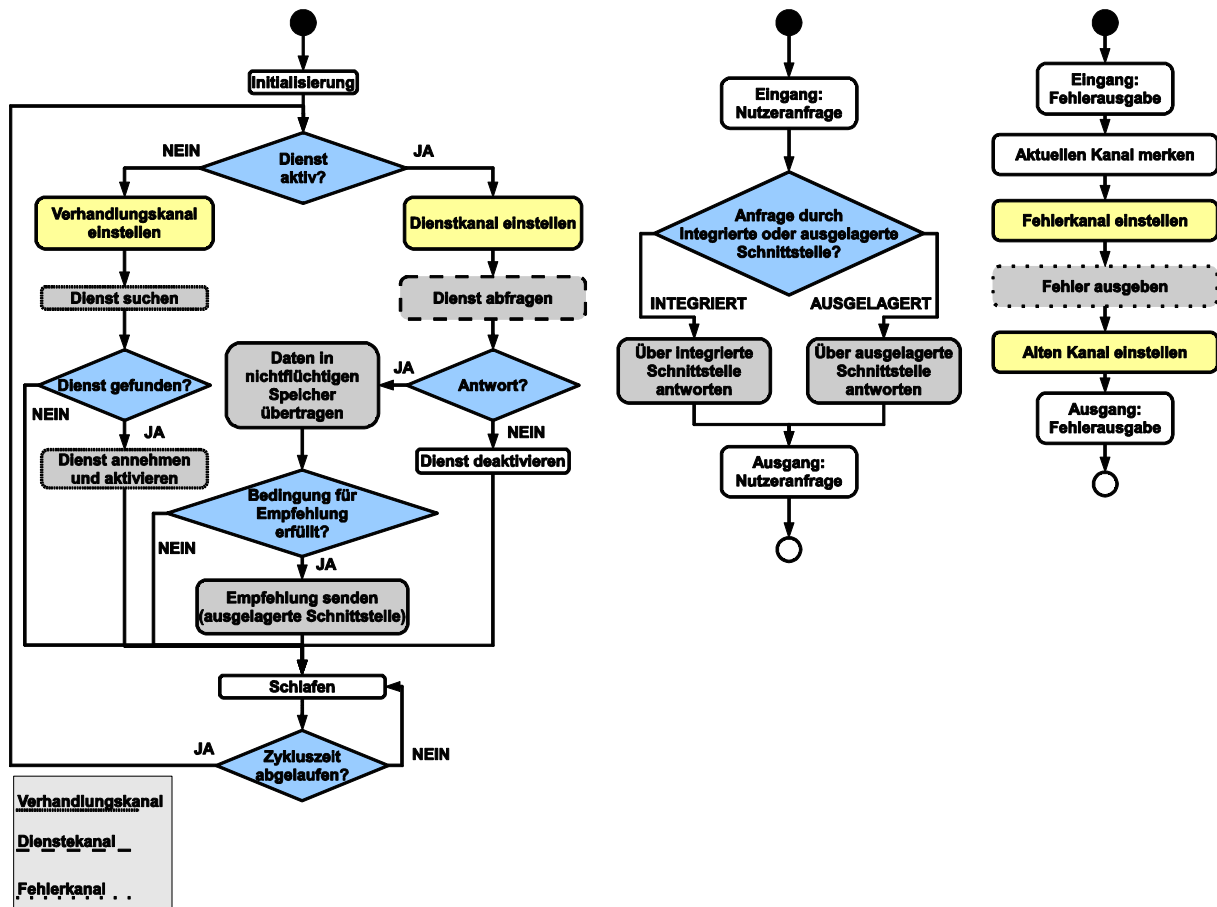 Initialisierung
Dienst
aktiv?
NEIN
JA
Verhandlungskanal
einstellen
Dienstkanal einstellen
Dienst suchen
Dienst abfragen
Dienst gefunden?
Daten in
nichtflüchtigen
Speicher
übertragen
JA
Antwort?
NEIN
JA
NEIN
Dienst annehmen
und aktivieren
Dienst deaktivieren
Bedingung für
Empfehlung
erfüllt?
NEIN
JA
Empfehlung senden
(ausgelagerte Schnittstelle)
Schlafen
JA
Zykluszeit
abgelaufen?
NEIN
Verhandlungskanal
Dienstekanal
Fehlerkanal
Eingang:
Nutzeranfrage
Anfrage durch
Integrierte oder ausgelagerte
Schnittstelle?
INTEGRIERT
AUSGELAGERT
Über integrierte
Schnittstelle
antworten
Über ausgelagerte
Schnittstelle
antworten
Ausgang:
Nutzeranfrage
Eingang:
Fehlerausgabe
Aktuellen Kanal merken
Fehlerkanal einstellen
Fehler ausgeben
Alten Kanal einstellen
Ausgang:
Fehlerausgabe